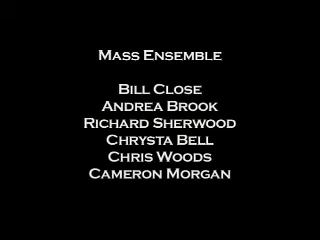 Mass Ensemble
Bill Close
Andrea Brook
Richard Sherwood
Chrysta Bell
Chris Woods
Cameron Morgan